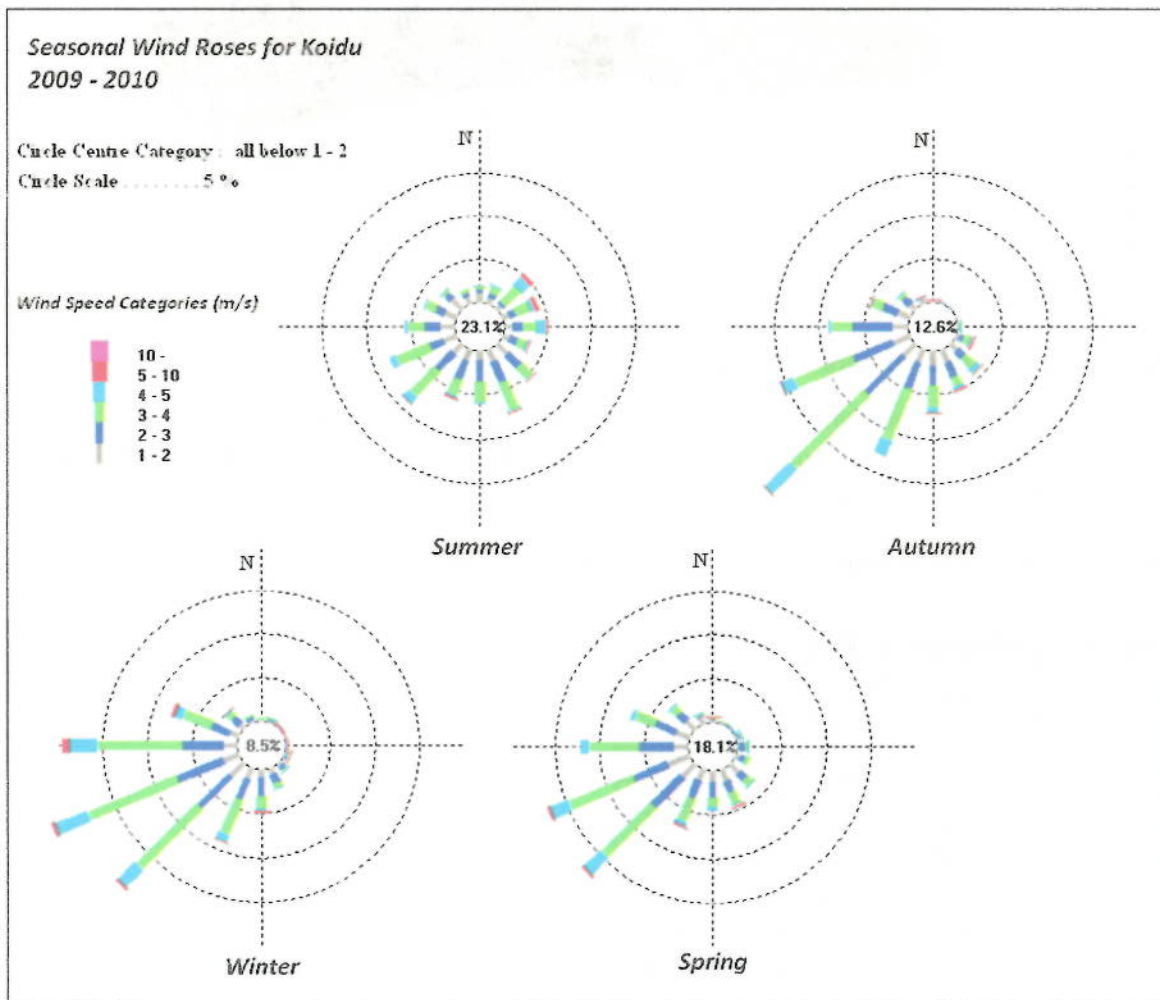 Seasonal Wind Roses for Koidu
2009 - 2010
Circle Centre Category : all below 1 - 2
Circle Scale ........ 5 %
Wind Speed Categories (m/s)
10 -
5 - 10
4 - 5
3 - 4
2 - 3
1 - 2
N
23.1%
Summer
N
12.6%
Autumn
N
8.5%
Winter
N
18.1%
Spring